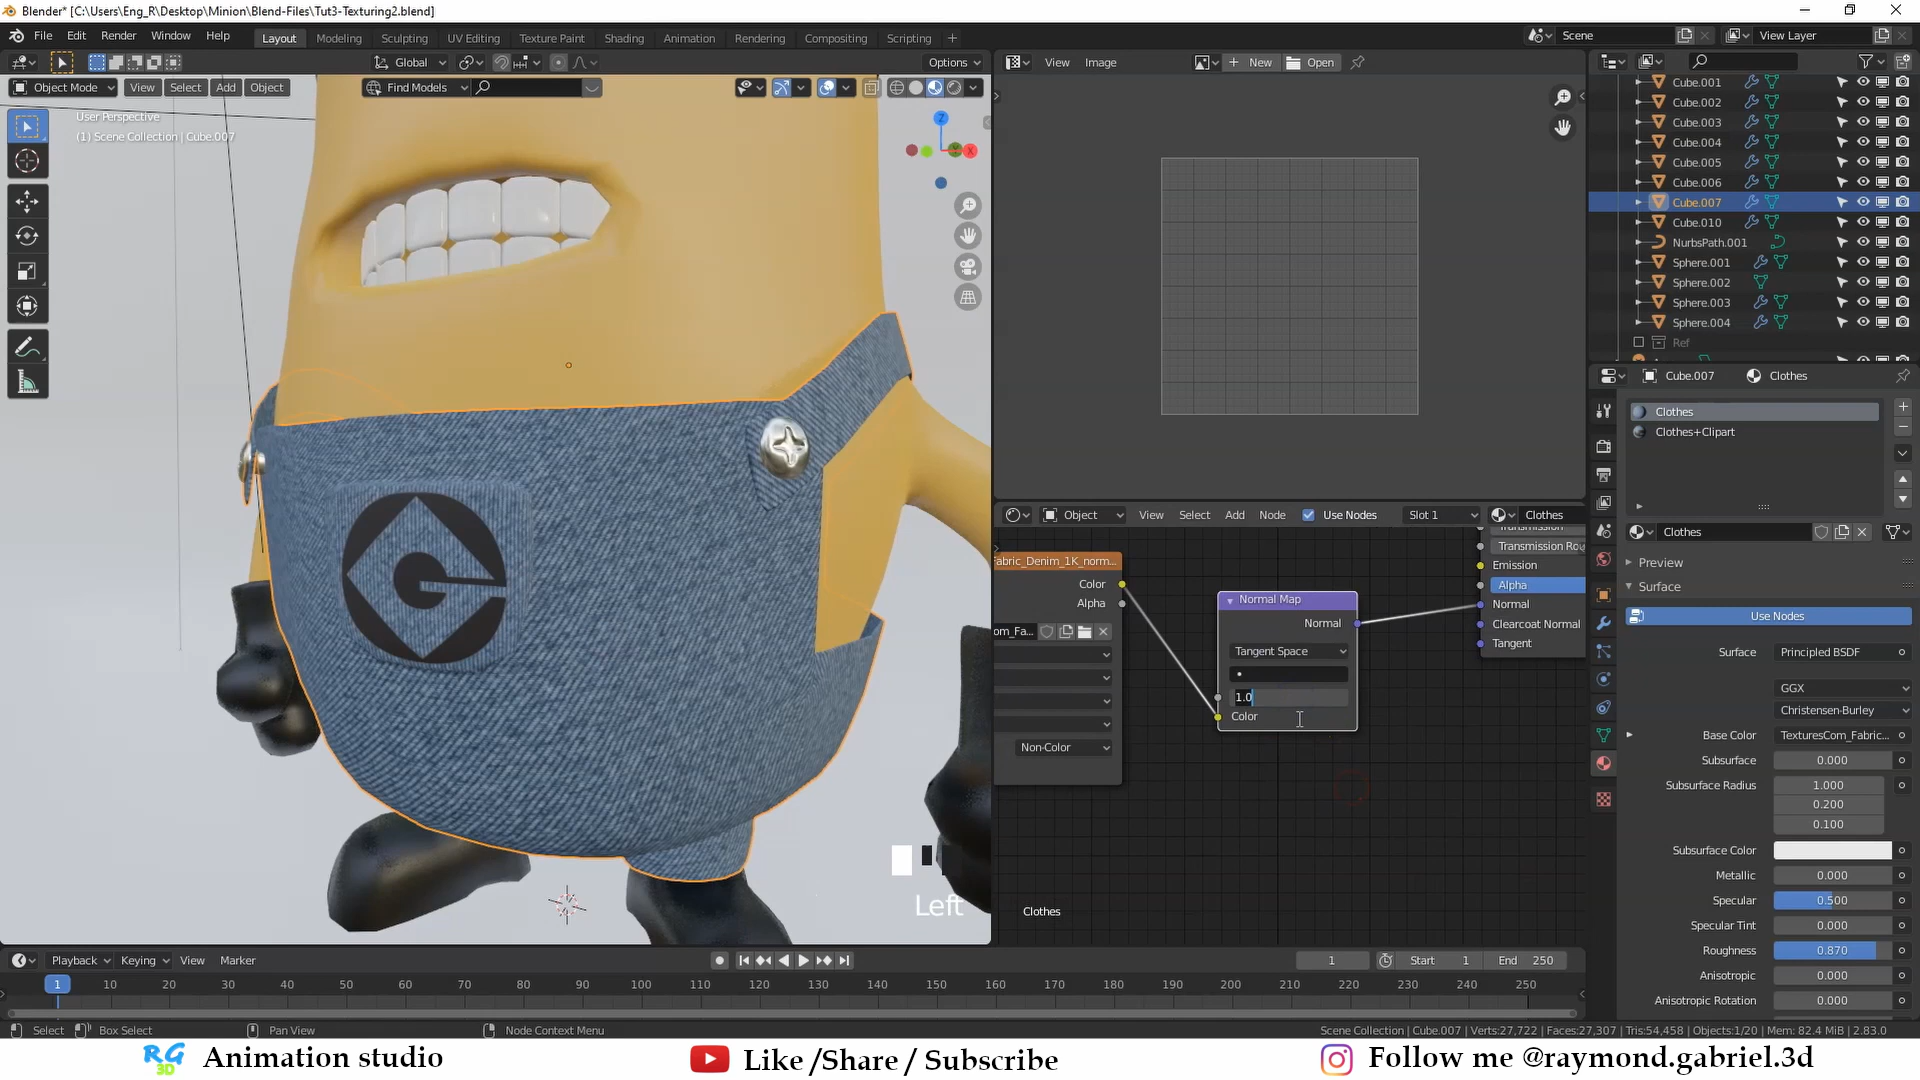 Blender* [C:\Users\Eng_R\Desktop\Minion\Blend-Files\Tut3-Texturing2.blend]
File Edit Render Window Help Layout Modeling Sculpting UV Editing Texture Paint Shading Animation Rendering Compositing Scripting Scene View Layer
Global Options View Image New Open
Object Mode View Select Add Object Find Models
User Perspective
(1) Scene Collection | Cube.007
Z
X
Cube.001
Cube.002
Cube.003
Cube.004
Cube.005
Cube.006
Cube.007
Cube.010
NurbsPath.001
Sphere.001
Sphere.002
Sphere.003
Sphere.004
Ref
Cube.007 Clothes
Clothes
Clothes+Clipart
Object View Select Add Node Use Nodes Slot 1 Clothes
Fabric_Denim_1K_norm...
Color
Alpha
om_Fa...
Non-Color
Normal Map
Normal
Tangent Space
1.0
Color
Transmission
Transmission Rou
Emission
Alpha
Normal
Clearcoat Normal
Tangent
Clothes
Left
Clothes
Preview
Surface
Use Nodes
Surface Principled BSDF
GGX
Christensen-Burley
Base Color TexturesCom_Fabric...
Subsurface 0.000
Subsurface Radius 1.000
0.200
0.100
Subsurface Color
Metallic 0.000
Specular 0.500
Specular Tint 0.000
Roughness 0.870
Anisotropic 0.000
Anisotropic Rotation 0.000
Playback Keying View Marker 1 Start 1 End 250
1 10 20 30 40 50 60 70 80 90 100 110 120 130 140 150 160 170 180 190 200 210 220 230 240 250
Select Box Select Pan View Node Context Menu Scene Collection | Cube.007 | Verts:27,722 | Faces:27,307 | Tris:54,458 | Objects:1/20 | Mem: 82.4 MiB | 2.83.0
RG 3D Animation studio Like /Share / Subscribe Follow me @raymond.gabriel.3d